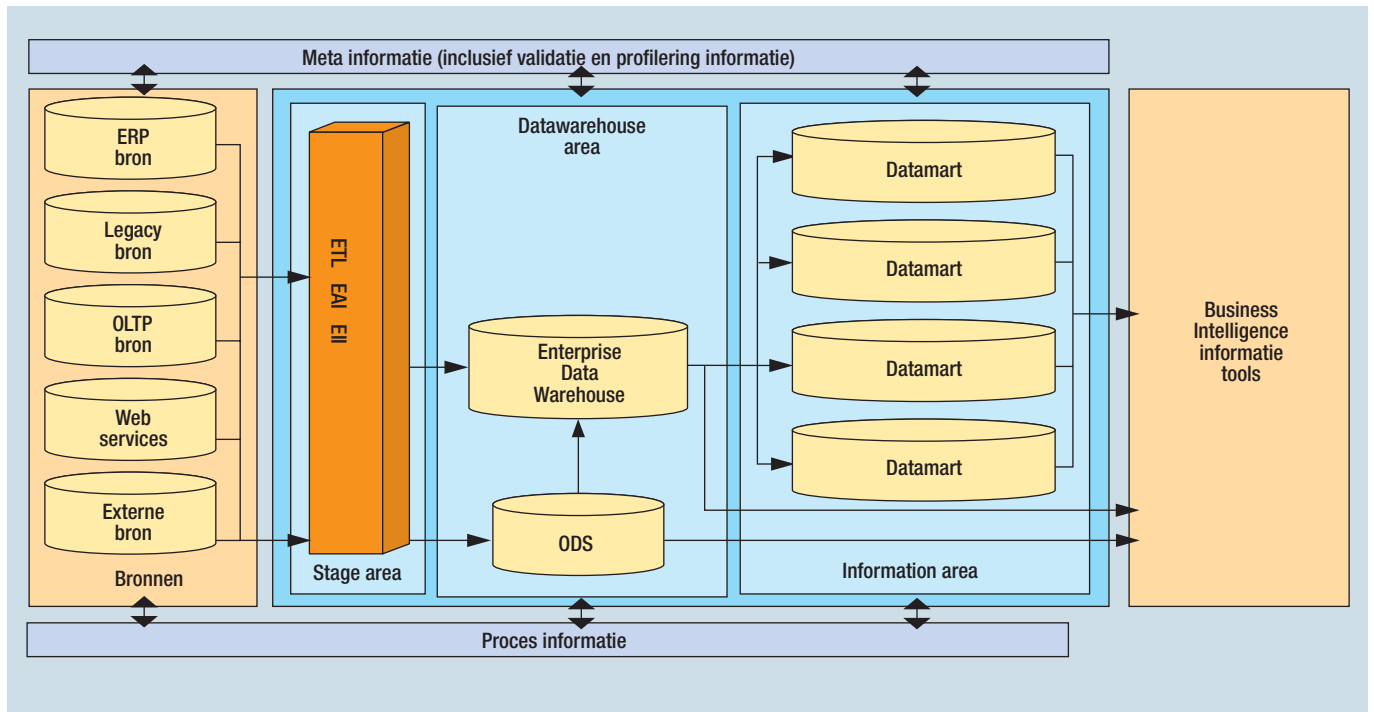 Meta informatie (inclusief validatie en profilering informatie)
ERP
bron
Legacy
bron
OLTP
bron
Web
services
Externe
bron
Bronnen
ETL EAI EII
Stage area
Datawarehouse
area
Enterprise
Data
Warehouse
ODS
Datamart
Datamart
Datamart
Datamart
Information area
Business
Intelligence
informatie
tools
Proces informatie